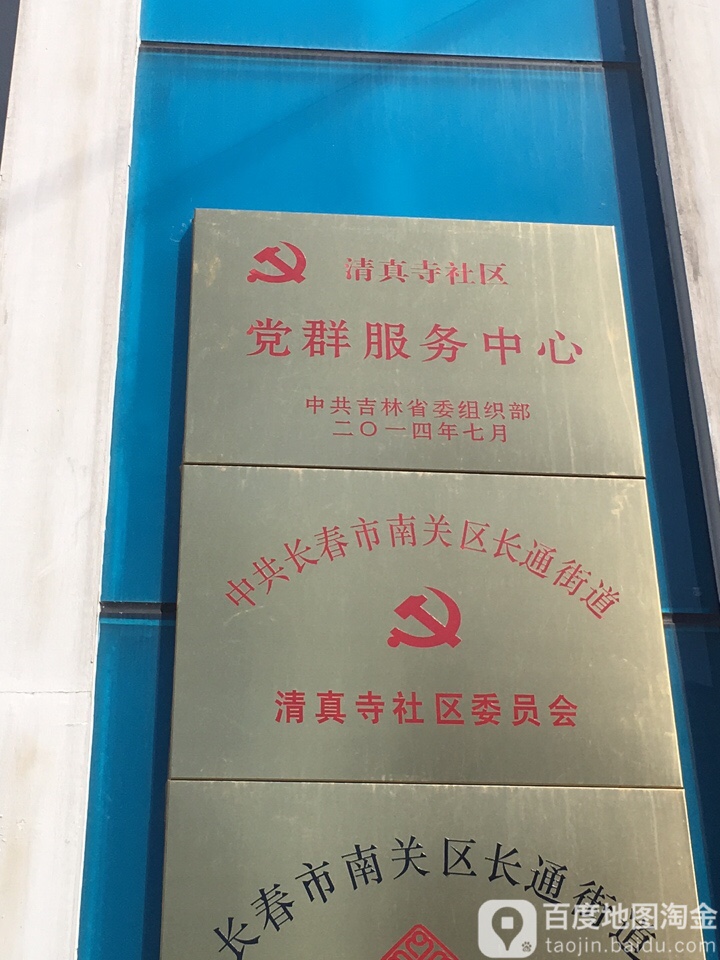 清真寺社区
党群服务中心
中共吉林省委组织部
二〇一四年七月
中共长春市南关区长通街道
清真寺社区委员会
长春市南关区长通街道
百度地图淘金
taojin.baidu.com